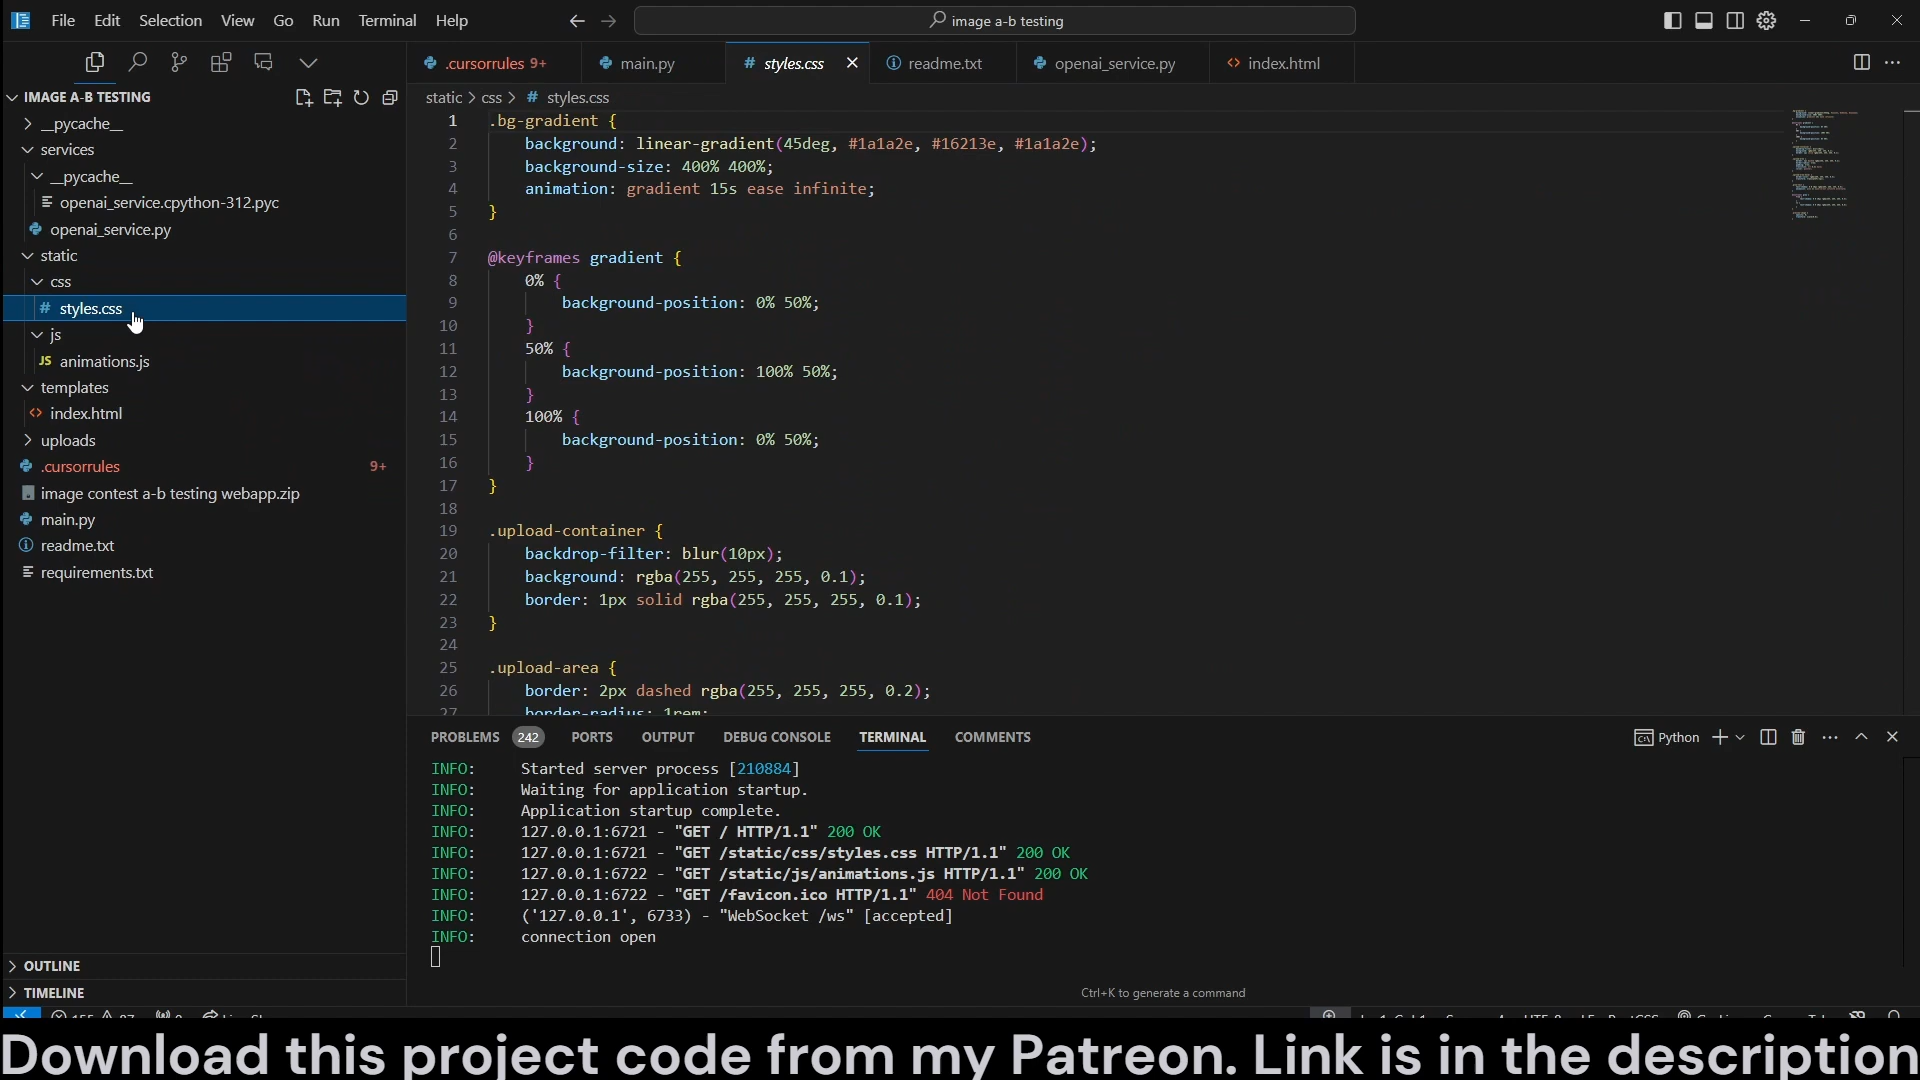 File Edit Selection View Go Run Terminal Help
image a-b testing
.cursorrules 9+ main.py # styles.css readme.txt openai_service.py index.html
IMAGE A-B TESTING
__pycache__
services
__pycache__
openai_service.cpython-312.pyc
openai_service.py
static
css
# styles.css
js
JS animations.js
templates
<> index.html
uploads
.cursorrules 9+
image contest a-b testing webapp.zip
main.py
readme.txt
requirements.txt
OUTLINE
TIMELINE
static > css > # styles.css
1 .bg-gradient {
2 background: linear-gradient(45deg, #1a1a2e, #16213e, #1a1a2e);
3 background-size: 400% 400%;
4 animation: gradient 15s ease infinite;
5 }
6
7 @keyframes gradient {
8 0% {
9 background-position: 0% 50%;
10 }
11 50% {
12 background-position: 100% 50%;
13 }
14 100% {
15 background-position: 0% 50%;
16 }
17 }
18
19 .upload-container {
20 backdrop-filter: blur(10px);
21 background: rgba(255, 255, 255, 0.1);
22 border: 1px solid rgba(255, 255, 255, 0.1);
23 }
24
25 .upload-area {
26 border: 2px dashed rgba(255, 255, 255, 0.2);
27 border-radius: 1rem;
PROBLEMS 242 PORTS OUTPUT DEBUG CONSOLE TERMINAL COMMENTS
Python
INFO: Started server process [210884]
INFO: Waiting for application startup.
INFO: Application startup complete.
INFO: 127.0.0.1:6721 - "GET / HTTP/1.1" 200 OK
INFO: 127.0.0.1:6721 - "GET /static/css/styles.css HTTP/1.1" 200 OK
INFO: 127.0.0.1:6722 - "GET /static/js/animations.js HTTP/1.1" 200 OK
INFO: 127.0.0.1:6722 - "GET /favicon.ico HTTP/1.1" 404 Not Found
INFO: ('127.0.0.1', 6733) - "WebSocket /ws" [accepted]
INFO: connection open
Ctrl+K to generate a command
Download this project code from my Patreon. Link is in the description